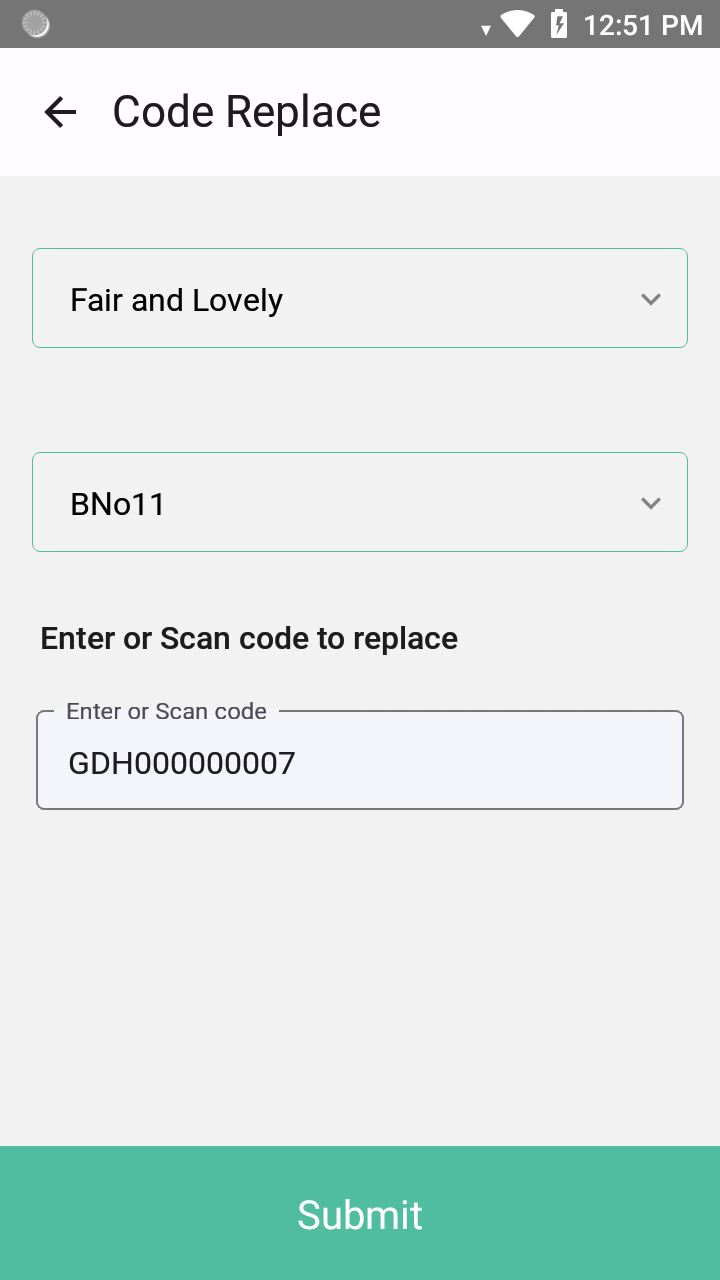 12:51 PM
Code Replace
Fair and Lovely
BNo11
Enter or Scan code to replace
Enter or Scan code
GDH000000007
Submit